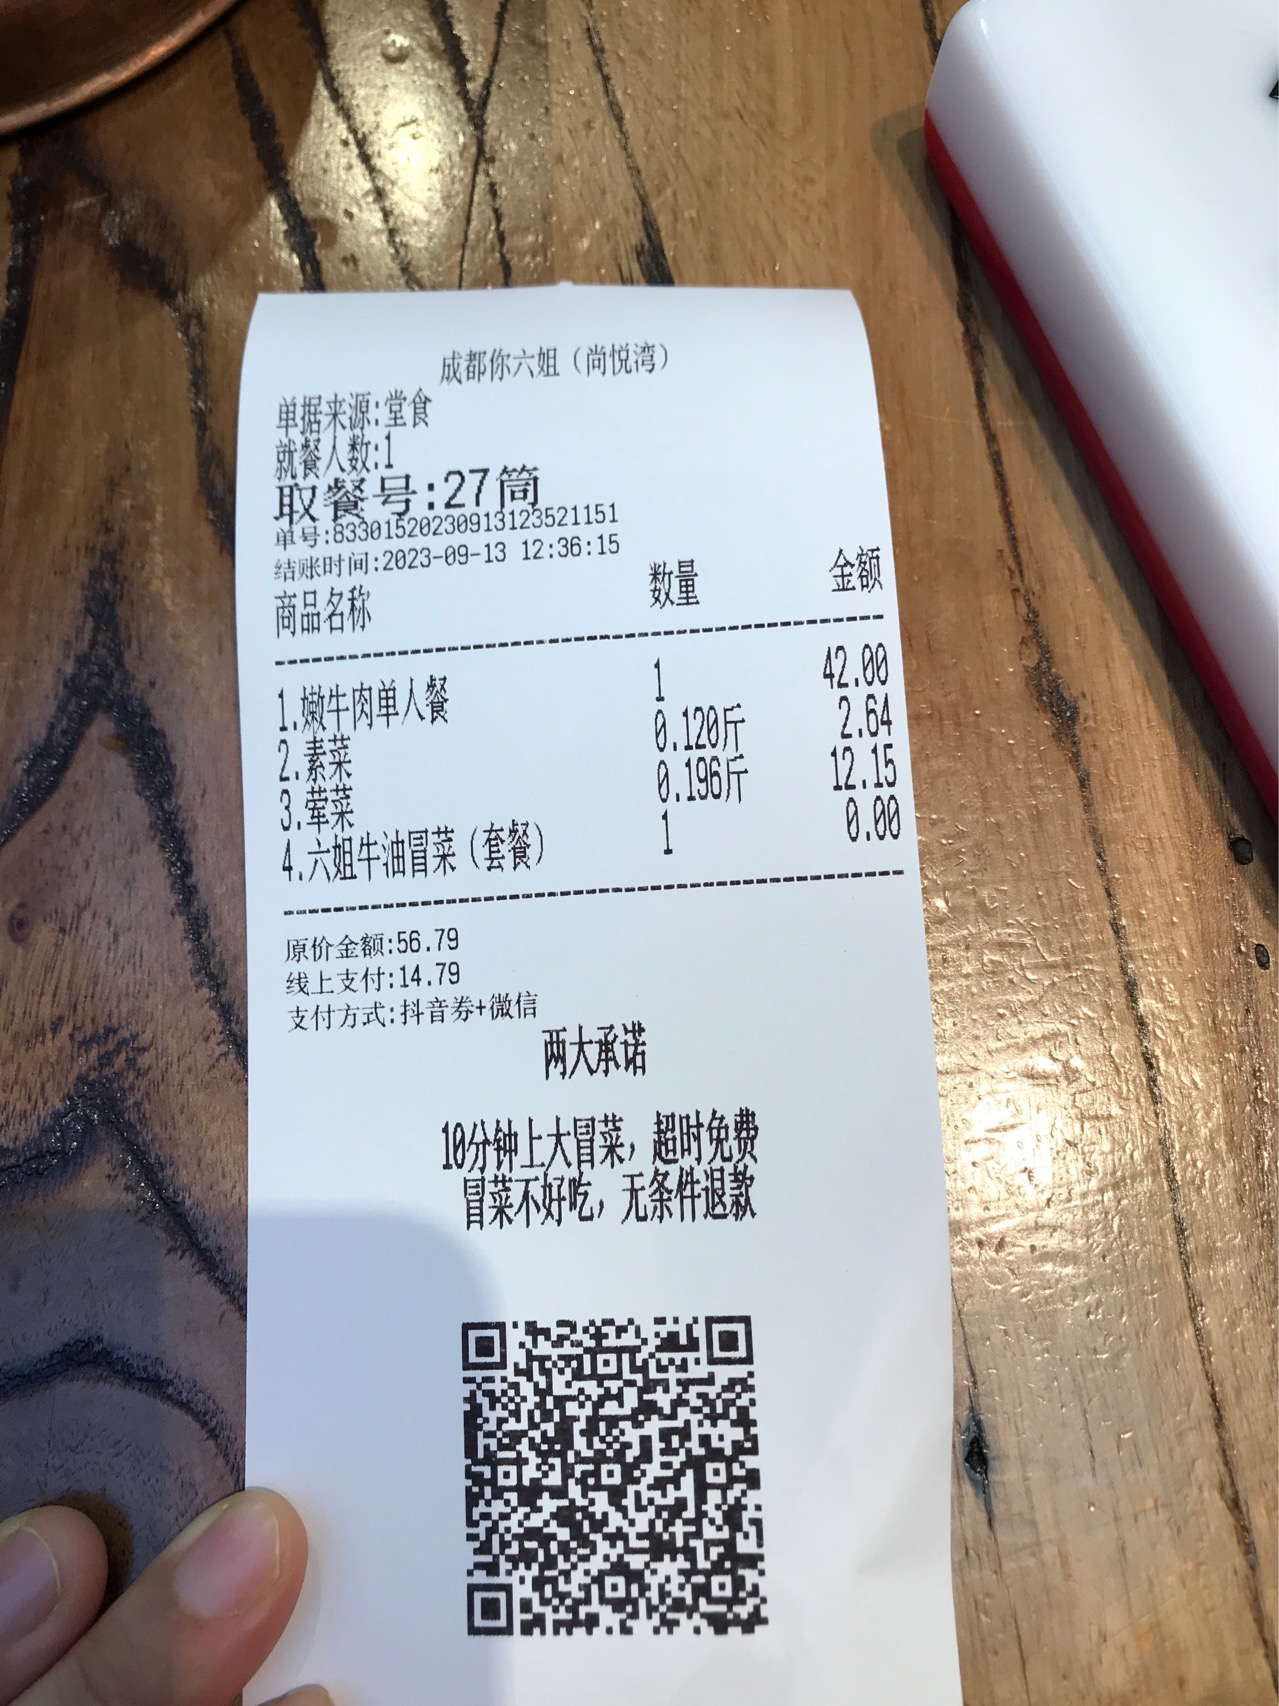 成都你六姐（尚悦湾）
单据来源:堂食
就餐人数:1
取餐号:27筒
单号:833015202309131235211​51
结账时间:2023-09-13 12:36:15
商品名称 数量 金额
1.嫩牛肉单人餐 1 42.00
2.素菜 0.120斤 2.64
3.荤菜 0.196斤 12.15
4.六姐牛油冒菜（套餐） 1 0.00
原价金额:56.79
线上支付:14.79
支付方式:抖音券+微信
两大承诺
10分钟上大冒菜，超时免费
冒菜不好吃，无条件退款